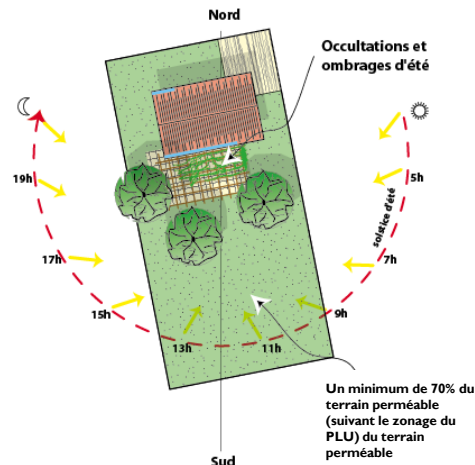 Nord
Occultations et
ombrages d'été
19h
5h
solstice d'été
17h
7h
15h
9h
13h
11h
Un minimum de 70% du
terrain perméable
(suivant le zonage du
PLU) du terrain
perméable
Sud